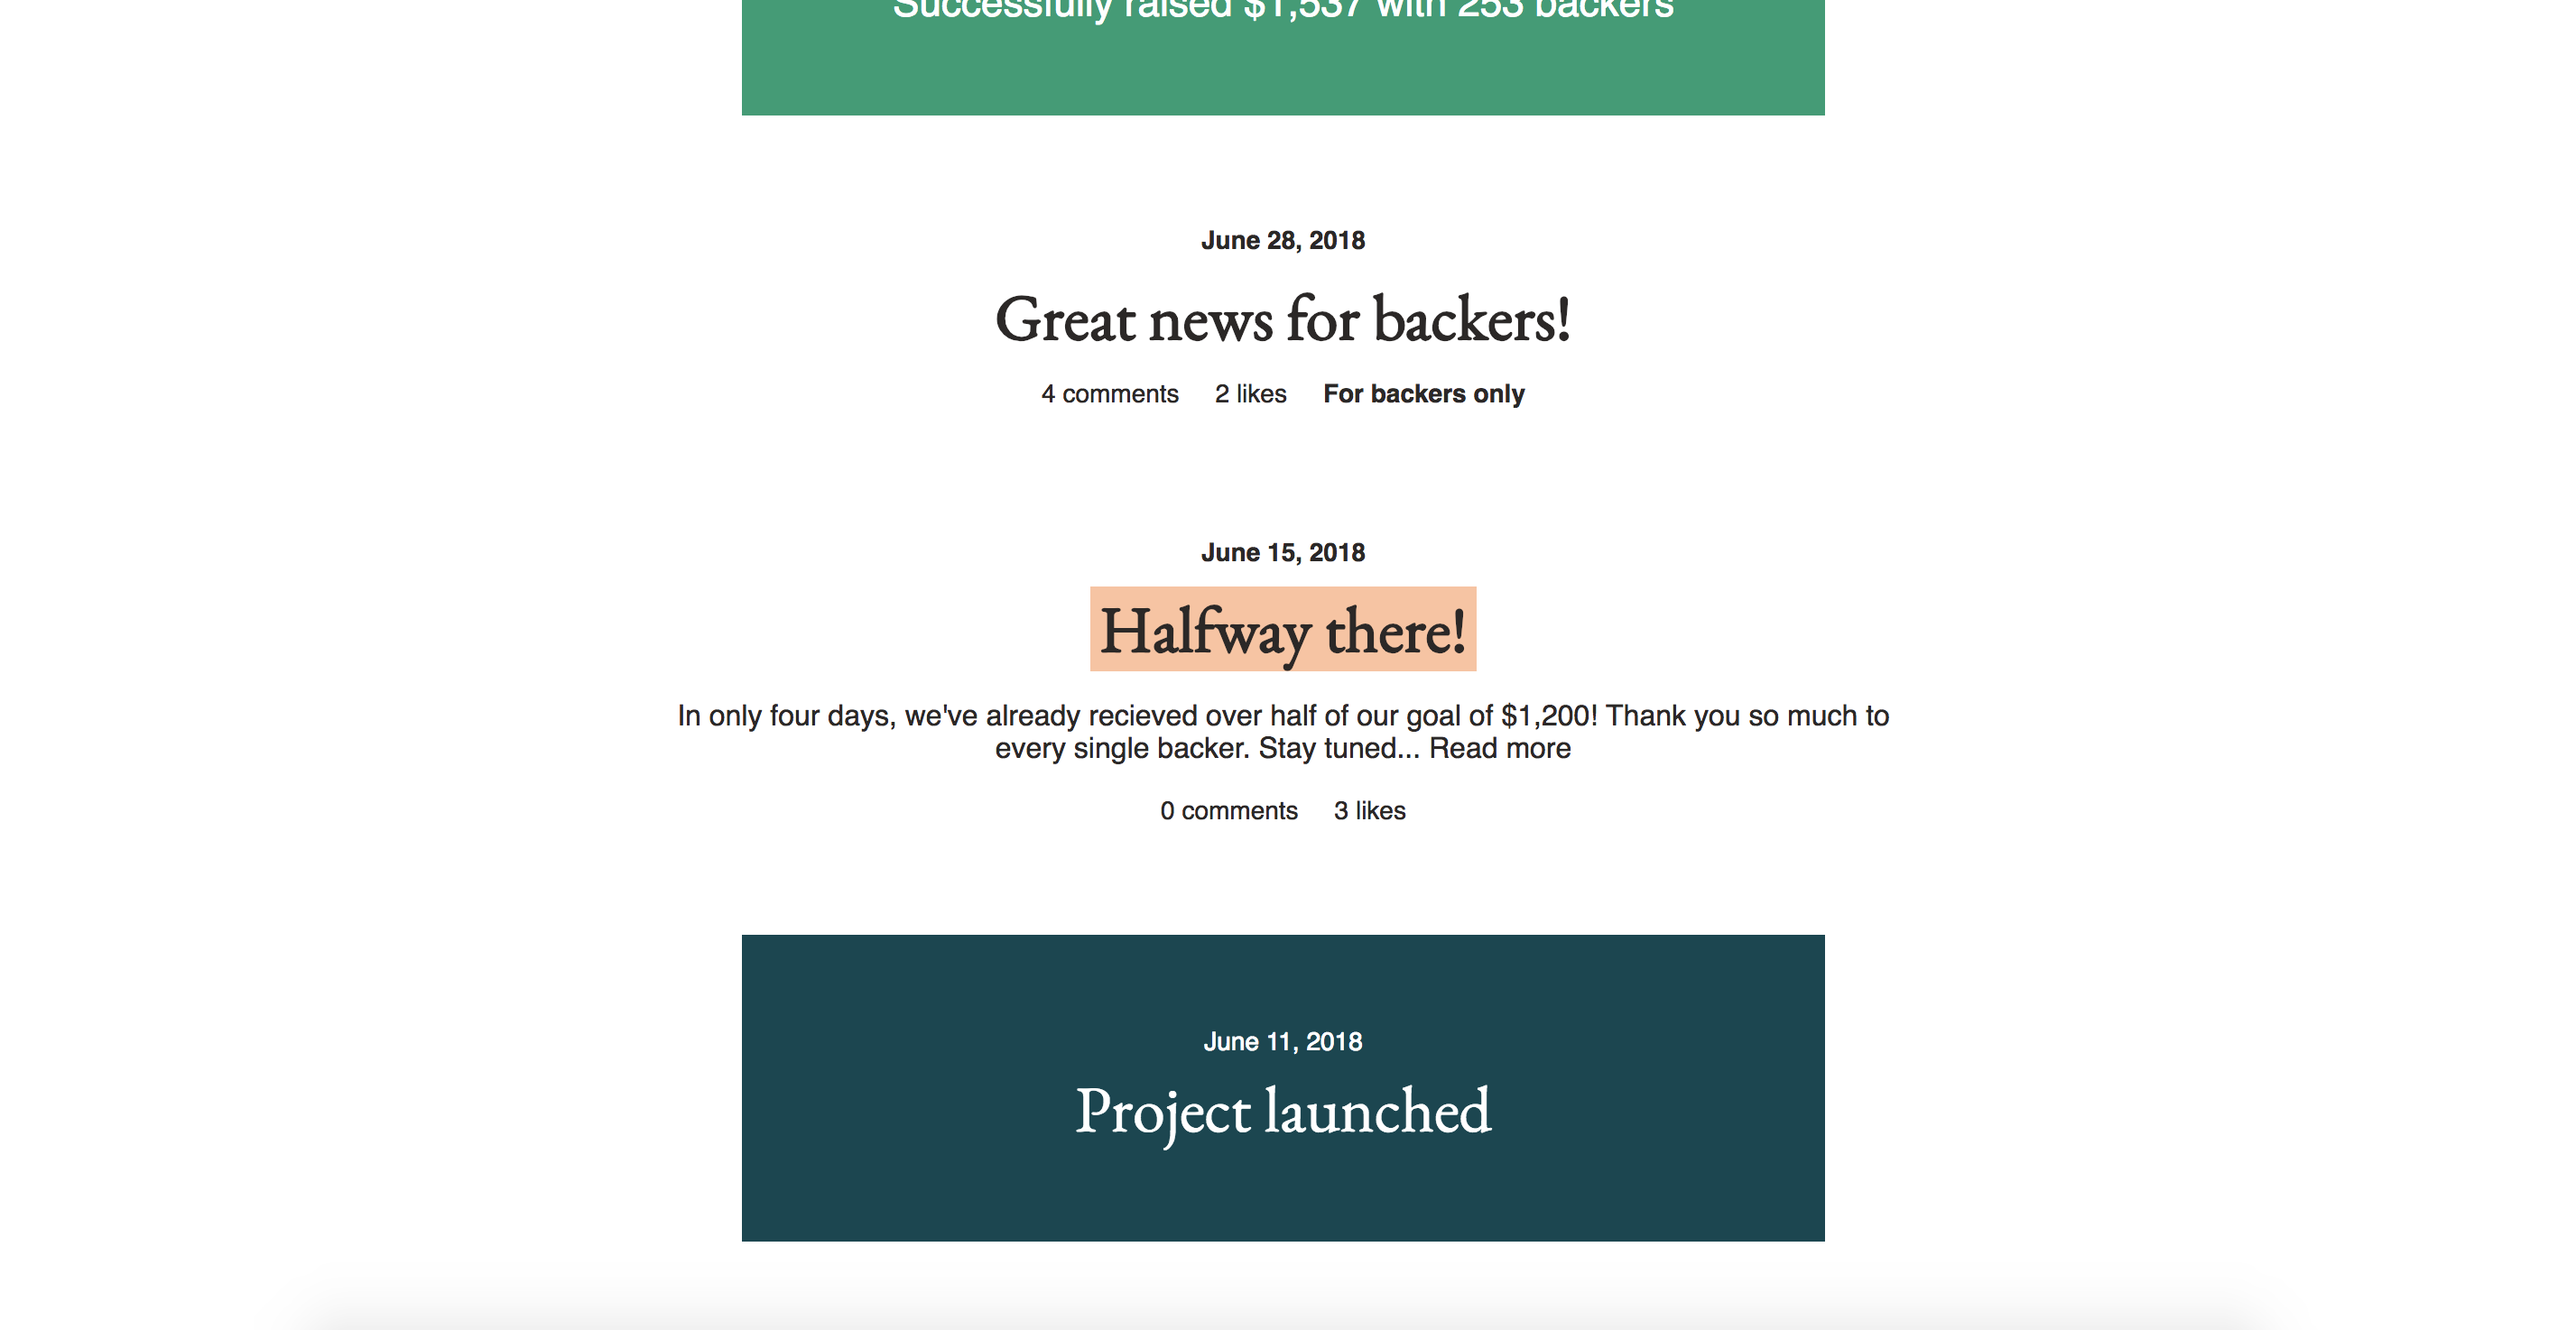 Successfully raised $1,537 with 253 backers
June 28, 2018
Great news for backers!
4 comments 2 likes For backers only
June 15, 2018
Halfway there!
In only four days, we've already recieved over half of our goal of $1,200! Thank you so much to
every single backer. Stay tuned... Read more
0 comments 3 likes
June 11, 2018
Project launched